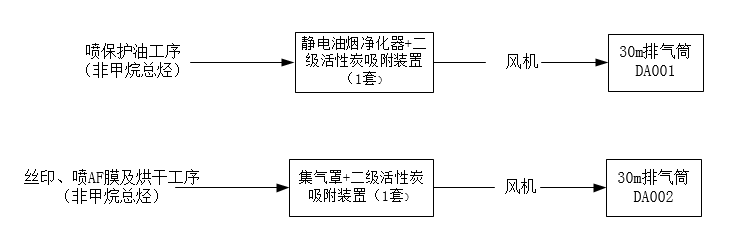 喷保护油工序
（非甲烷总烃）
静电油烟净化器+二
级活性炭吸附装置
（1套）
风机
30m排气筒
DA001
丝印、喷AF膜及烘干工序
（非甲烷总烃）
集气罩+二级活性炭
吸附装置（1套）
风机
30m排气筒
DA002